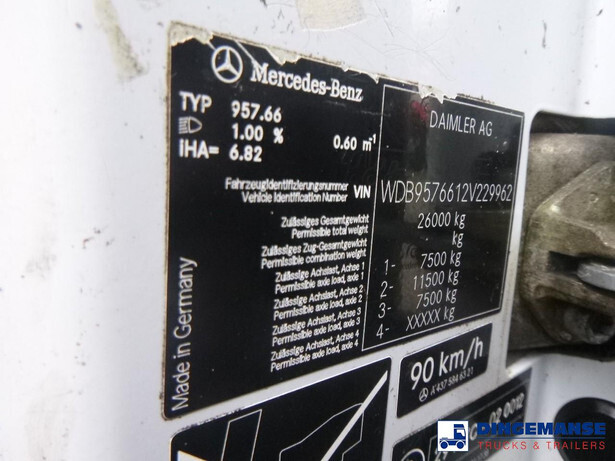 Mercedes-Benz
TYP 957.66
1.00 % 0.60 m-1
iHA= 6.82
DAIMLER AG
Fahrzeugidentifizierungsnummer
Vehicle Identification Number VIN WDB9576612V229962
Zulässiges Gesamtgewicht
Permissible total weight 26000 kg
Zulässiges Zug-Gesamtgewicht
Permissible combination weight kg
Zulässige Achslast, Achse 1
Permissible axle load, axle 1 1- 7500 kg
Zulässige Achslast, Achse 2
Permissible axle load, axle 2 2- 11500 kg
Zulässige Achslast, Achse 3
Permissible axle load, axle 3 3- 7500 kg
Zulässige Achslast, Achse 4
Permissible axle load, axle 4 4- XXXXX kg
Made in Germany
90 km/h
02 0012
DINGEMANSE
TRUCKS & TRAILERS